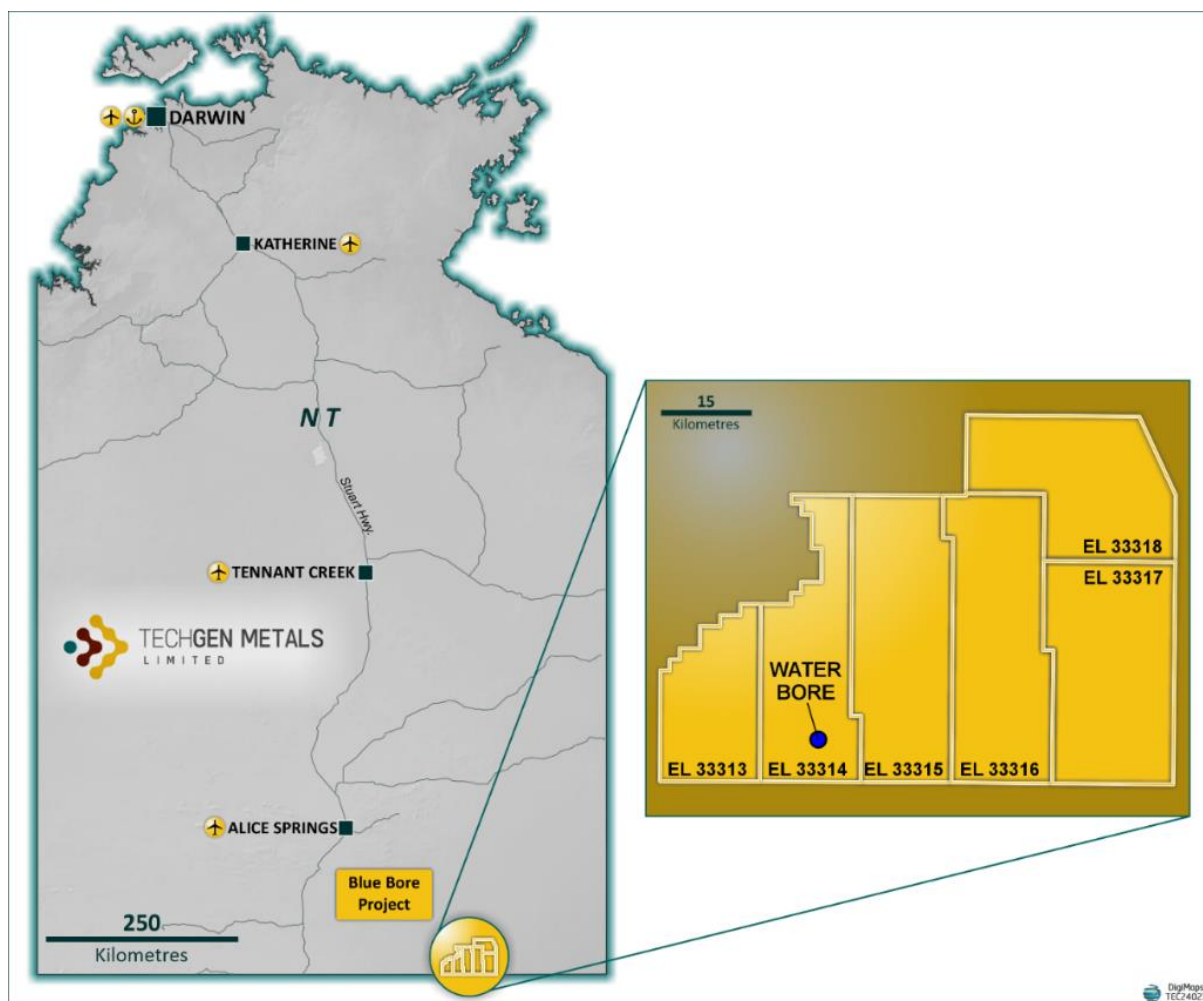 DARWIN
KATHERINE
N T
Stuart Hwy.
TENNANT CREEK
TECHGEN METALS
LIMITED
ALICE SPRINGS
Blue Bore
Project
250
Kilometres
15
Kilometres
EL 33318
EL 33317
WATER
BORE
EL 33313
EL 33314
EL 33315
EL 33316
DigiMaps
TEC2402